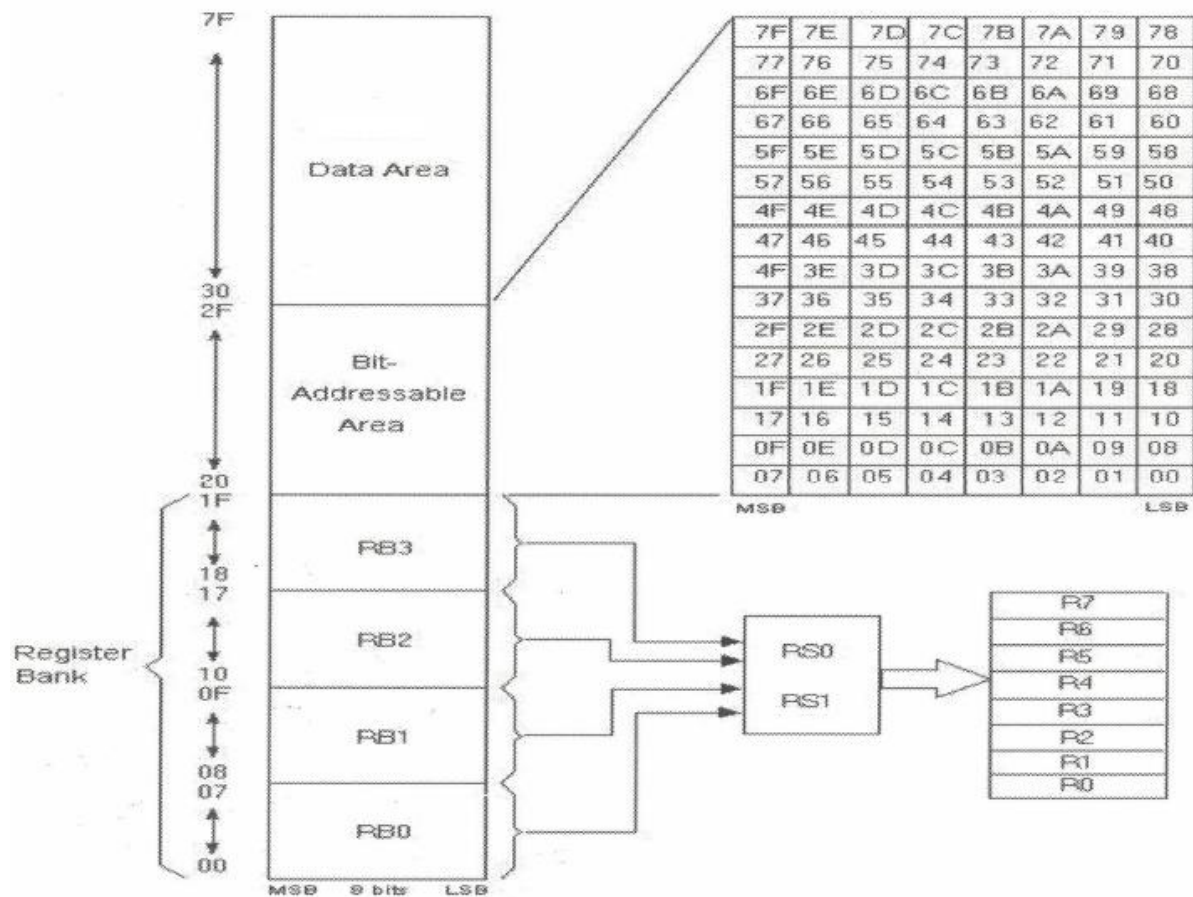 7F
Data Area
30
2F
Bit-
Addressable
Area
20
1F
RB3
18
17
RB2
10
0F
RB1
08
07
RB0
00
Register
Bank
MSB 8 bits LSB
7F 7E 7D 7C 7B 7A 79 78
77 76 75 74 73 72 71 70
6F 6E 6D 6C 6B 6A 69 68
67 66 65 64 63 62 61 60
5F 5E 5D 5C 5B 5A 59 58
57 56 55 54 53 52 51 50
4F 4E 4D 4C 4B 4A 49 48
47 46 45 44 43 42 41 40
4F 3E 3D 3C 3B 3A 39 38
37 36 35 34 33 32 31 30
2F 2E 2D 2C 2B 2A 29 28
27 26 25 24 23 22 21 20
1F 1E 1D 1C 1B 1A 19 18
17 16 15 14 13 12 11 10
0F 0E 0D 0C 0B 0A 09 08
07 06 05 04 03 02 01 00
MSB LSB
RS0
RS1
R7
R6
R5
R4
R3
R2
R1
R0